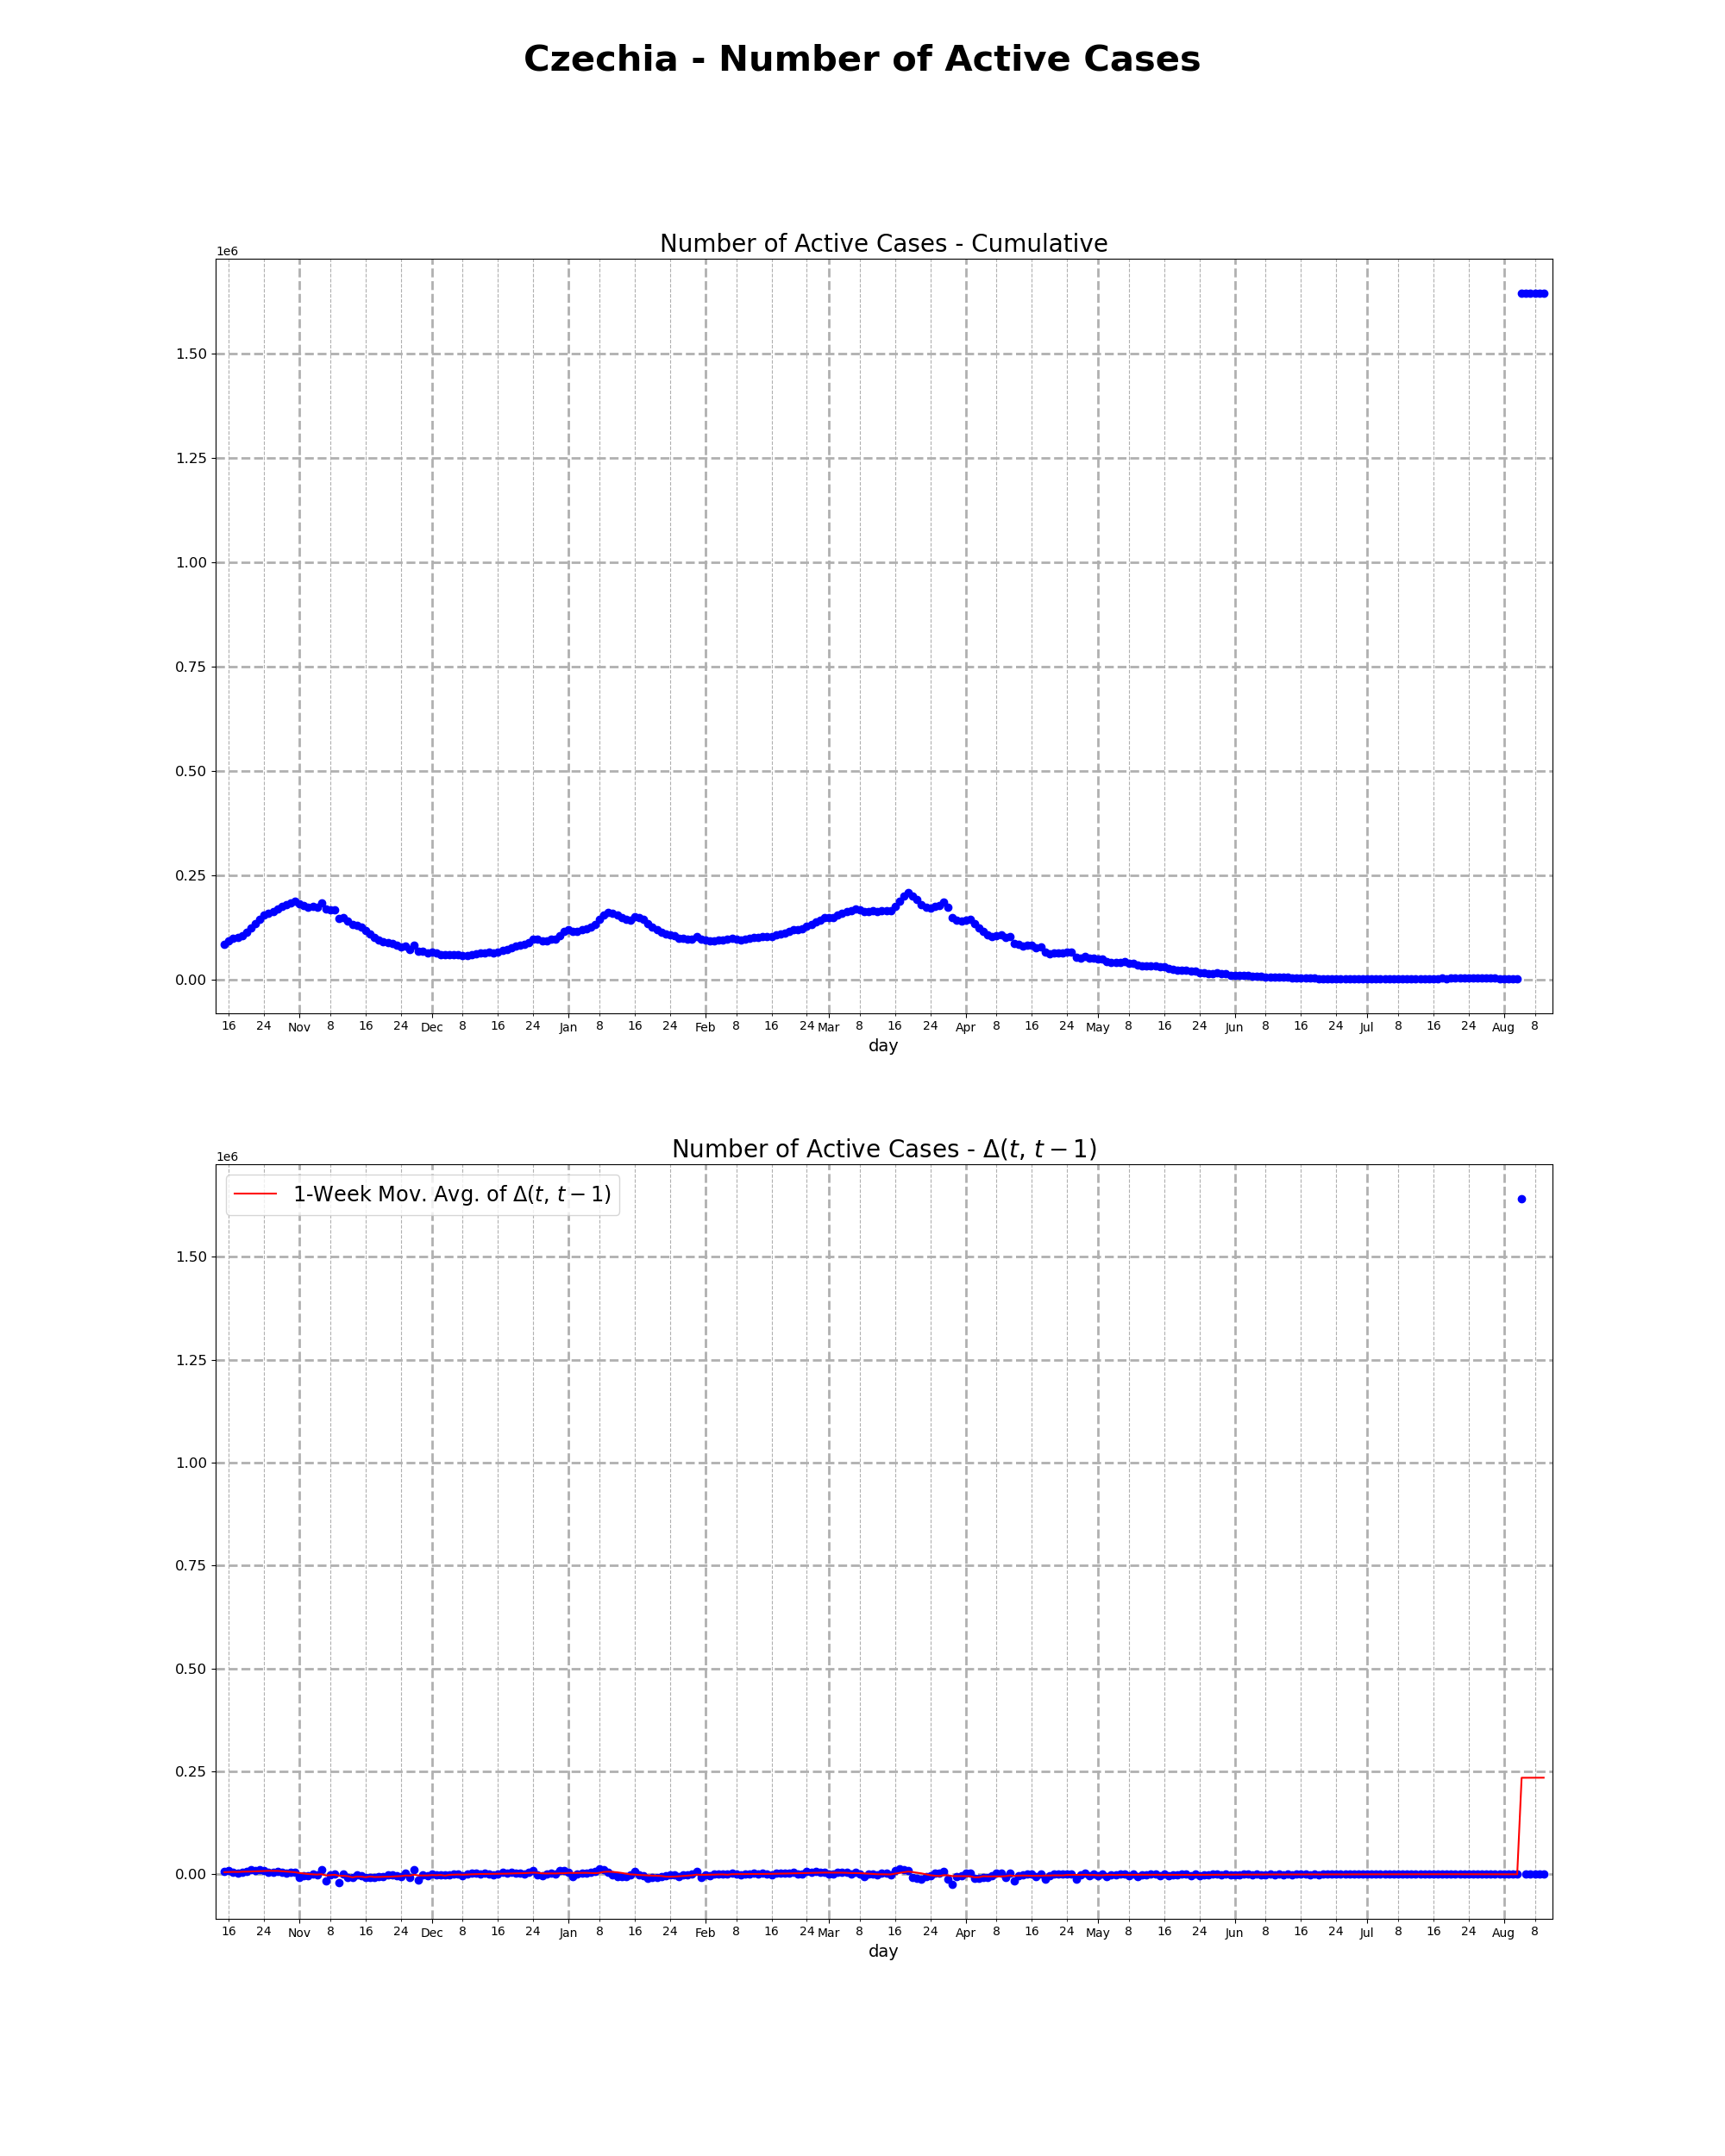 Czechia - Number of Active Cases
Number of Active Cases - Cumulative
1e6
1.50
1.25
1.00
0.75
0.50
0.25
0.00
16 24 Nov 8 16 24 Dec 8 16 24 Jan 8 16 24 Feb 8 16 24 Mar 8 16 24 Apr 8 16 24 May 8 16 24 Jun 8 16 24 Jul 8 16 24 Aug 8
day
Number of Active Cases - Δ(t, t − 1)
1e6
1-Week Mov. Avg. of Δ(t, t − 1)
1.50
1.25
1.00
0.75
0.50
0.25
0.00
16 24 Nov 8 16 24 Dec 8 16 24 Jan 8 16 24 Feb 8 16 24 Mar 8 16 24 Apr 8 16 24 May 8 16 24 Jun 8 16 24 Jul 8 16 24 Aug 8
day